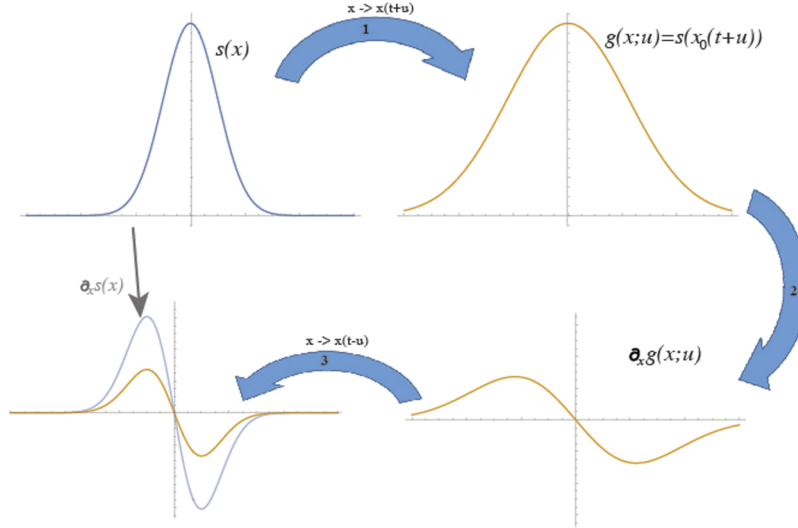 x -> x(t+u)
1
s(x)
g(x;u)=s(x₀(t+u))
∂ₓs(x)
2
x -> x(t-u)
3
∂ₓg(x;u)